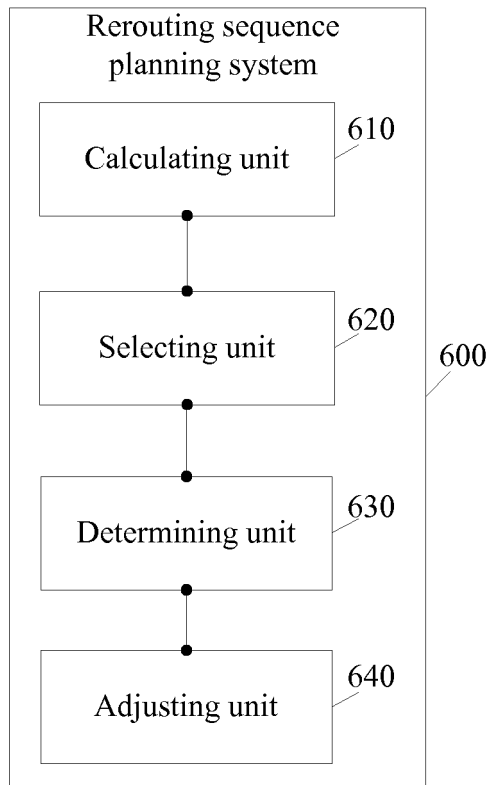 Rerouting sequence
planning system
610
Calculating unit
620
Selecting unit
600
630
Determining unit
640
Adjusting unit